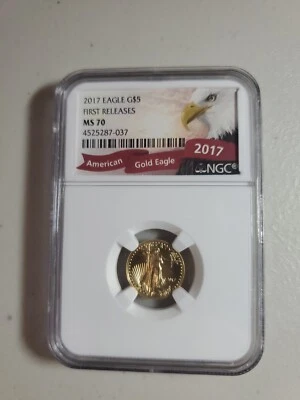 2017 EAGLE G$5
FIRST RELEASES
MS 70
4525287-037
American Gold Eagle
2017
NGC®